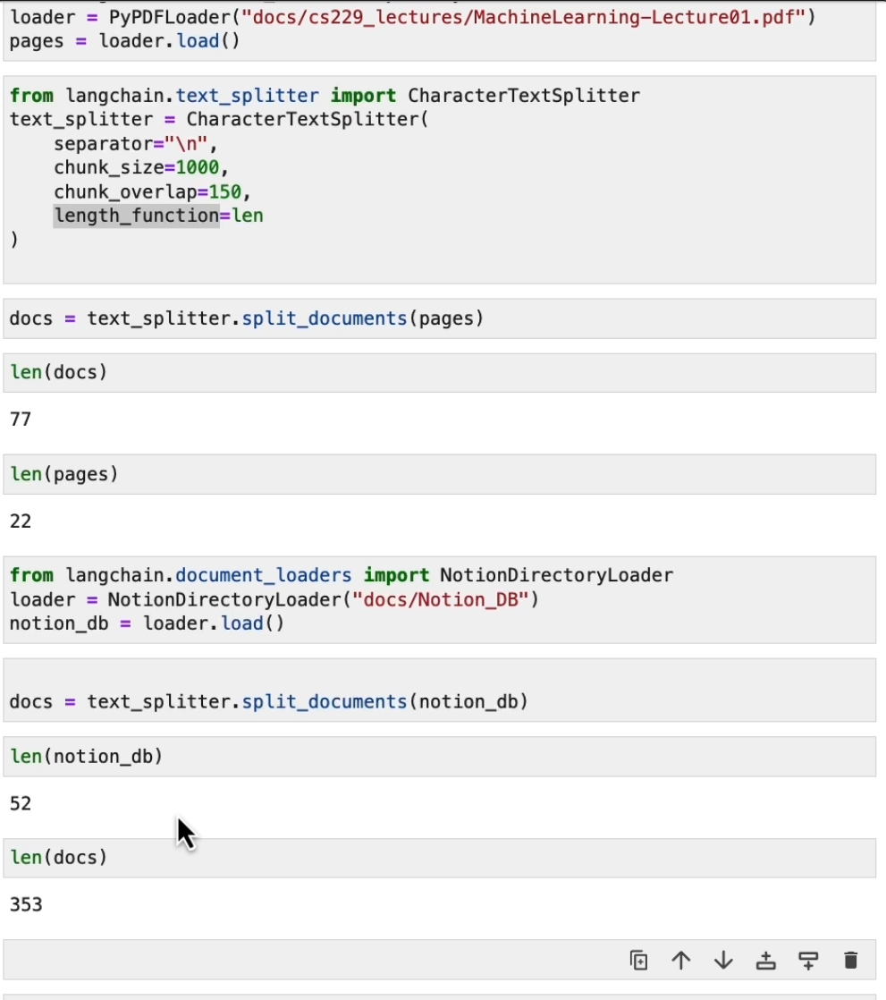 loader = PyPDFLoader("docs/cs229_lectures/MachineLearning-Lecture01.pdf")
pages = loader.load()
from langchain.text_splitter import CharacterTextSplitter
text_splitter = CharacterTextSplitter(
    separator="\n",
    chunk_size=1000,
    chunk_overlap=150,
    length_function=len
)
docs = text_splitter.split_documents(pages)
len(docs)
77
len(pages)
22
from langchain.document_loaders import NotionDirectoryLoader
loader = NotionDirectoryLoader("docs/Notion_DB")
notion_db = loader.load()
docs = text_splitter.split_documents(notion_db)
len(notion_db)
52
len(docs)
353